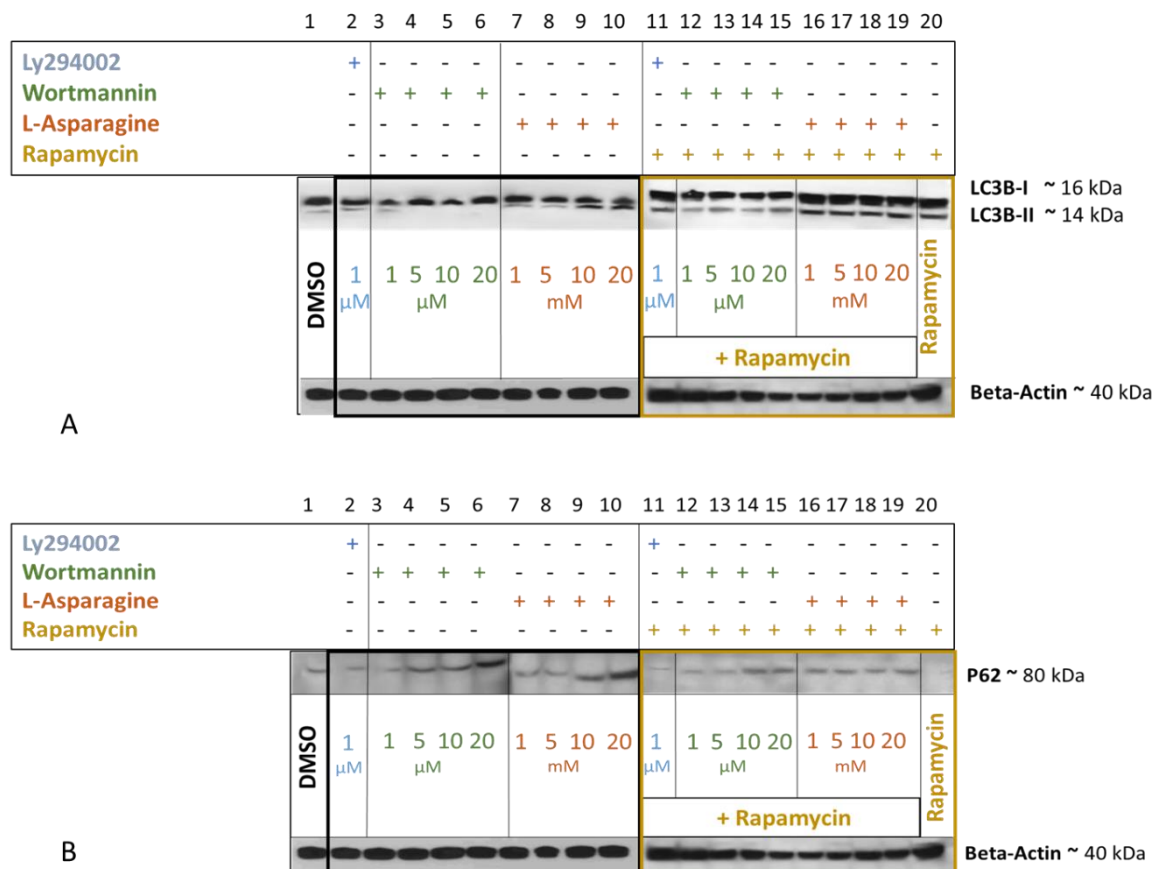 1 2 3 4 5 6 7 8 9 10 11 12 13 14 15 16 17 18 19 20
Ly294002 + - - - - - - - - + - - - - - - - - -
Wortmannin - + + + + - - - - - + + + + - - - - -
L-Asparagine - - - - - + + + + - - - - - + + + + -
Rapamycin - - - - - - - - - + + + + + + + + + +
LC3B-I ~ 16 kDa
LC3B-II ~ 14 kDa
DMSO
1 1 5 10 20 1 5 10 20 1 1 5 10 20 1 5 10 20
µM µM mM µM µM mM
Rapamycin
+ Rapamycin
Beta-Actin ~ 40 kDa
A
1 2 3 4 5 6 7 8 9 10 11 12 13 14 15 16 17 18 19 20
Ly294002 + - - - - - - - - + - - - - - - - - -
Wortmannin - + + + + - - - - - + + + + - - - - -
L-Asparagine - - - - - + + + + - - - - - + + + + -
Rapamycin - - - - - - - - - + + + + + + + + + +
P62 ~ 80 kDa
DMSO
1 1 5 10 20 1 5 10 20 1 1 5 10 20 1 5 10 20
µM µM mM µM µM mM
Rapamycin
+ Rapamycin
Beta-Actin ~ 40 kDa
B